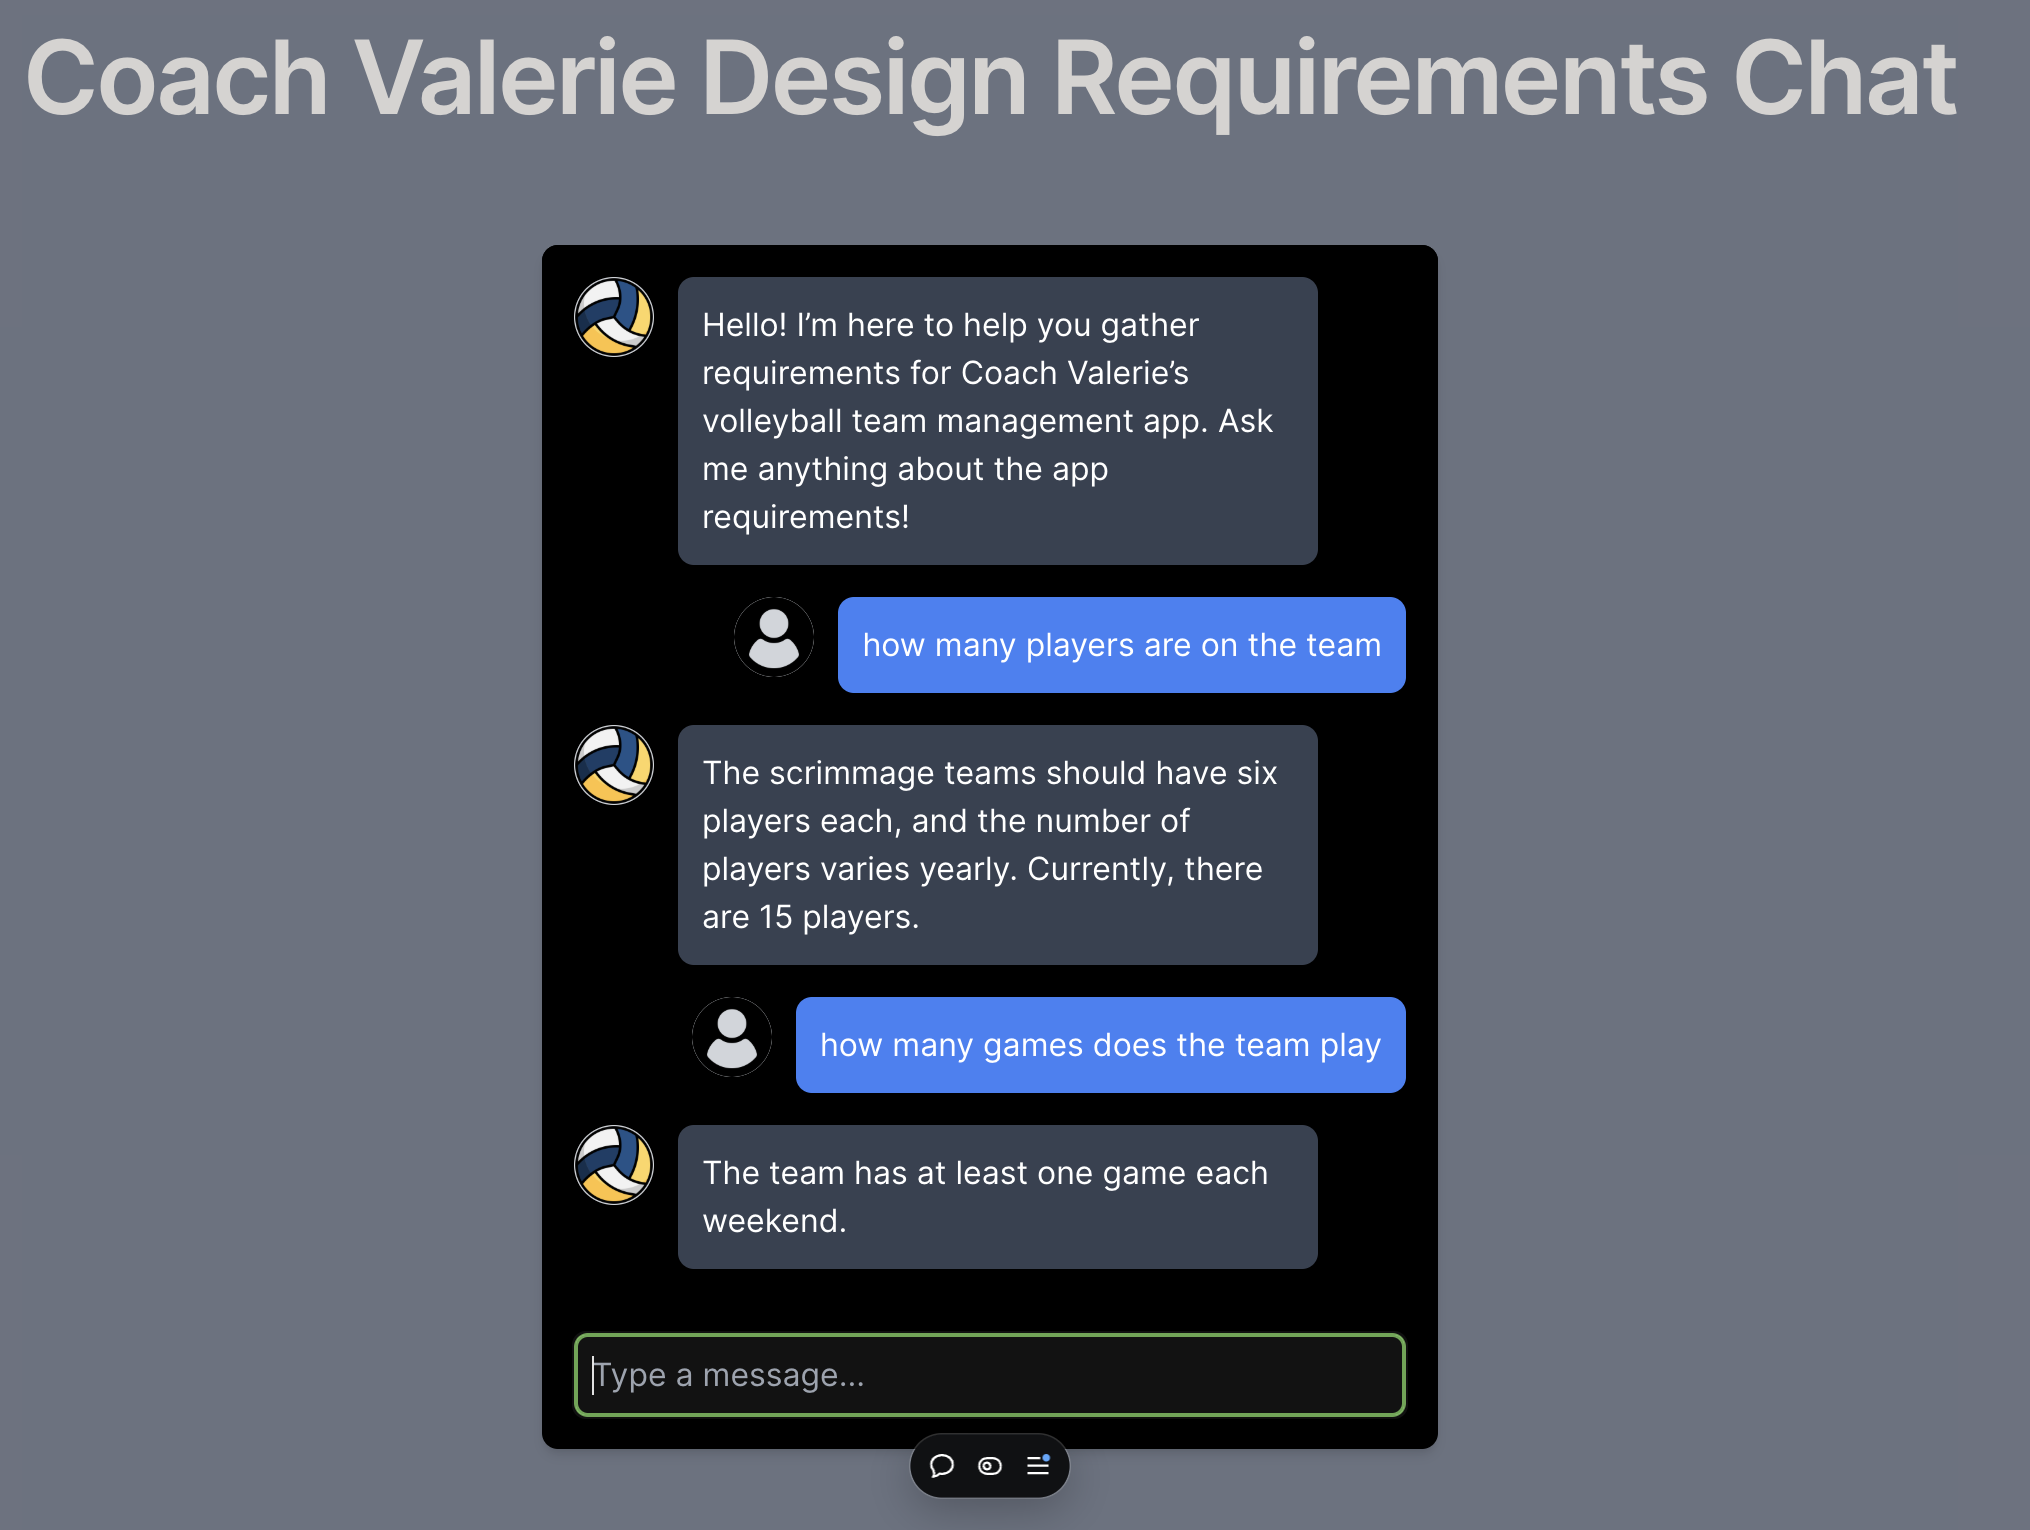 Coach Valerie Design Requirements Chat
Hello! I’m here to help you gather
requirements for Coach Valerie’s
volleyball team management app. Ask
me anything about the app
requirements!
how many players are on the team
The scrimmage teams should have six
players each, and the number of
players varies yearly. Currently, there
are 15 players.
how many games does the team play
The team has at least one game each
weekend.
Type a message...